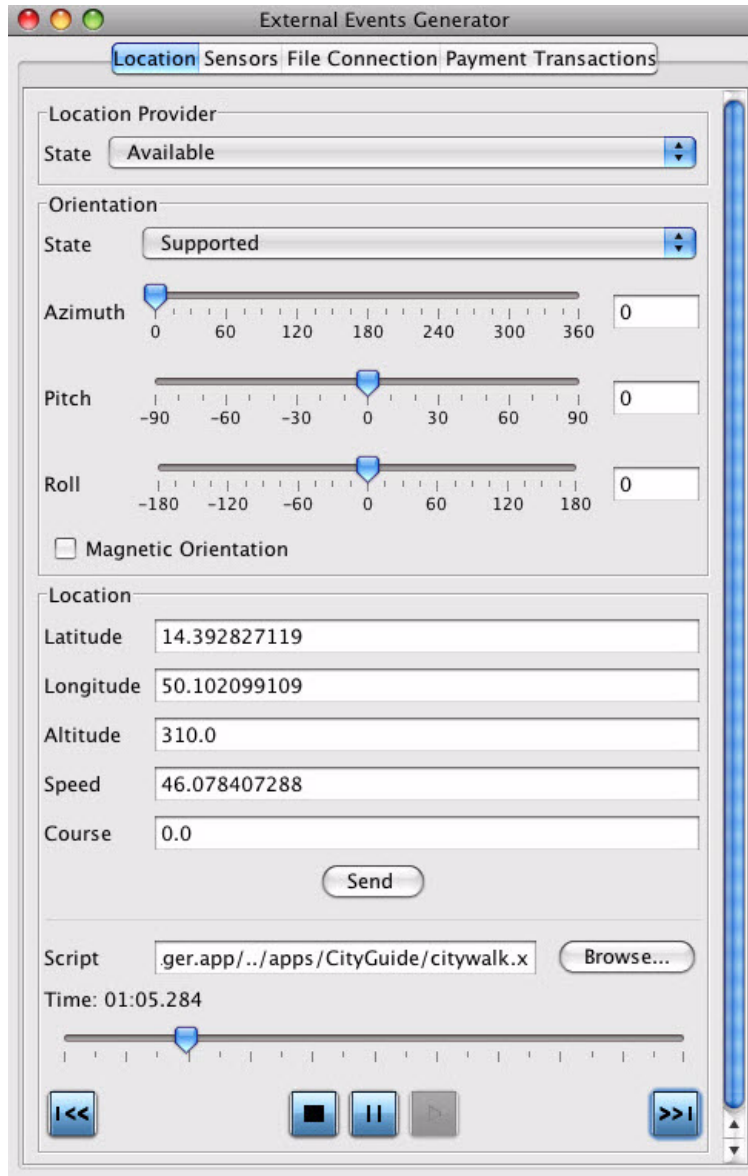 External Events Generator
Location Sensors File Connection Payment Transactions
Location Provider
State Available
Orientation
State Supported
Azimuth 0
0 60 120 180 240 300 360
Pitch 0
-90 -60 -30 0 30 60 90
Roll 0
-180 -120 -60 0 60 120 180
Magnetic Orientation
Location
Latitude 14.392827119
Longitude 50.102099109
Altitude 310.0
Speed 46.078407288
Course 0.0
Send
Script .ger.app/../apps/CityGuide/citywalk.x Browse...
Time: 01:05.284